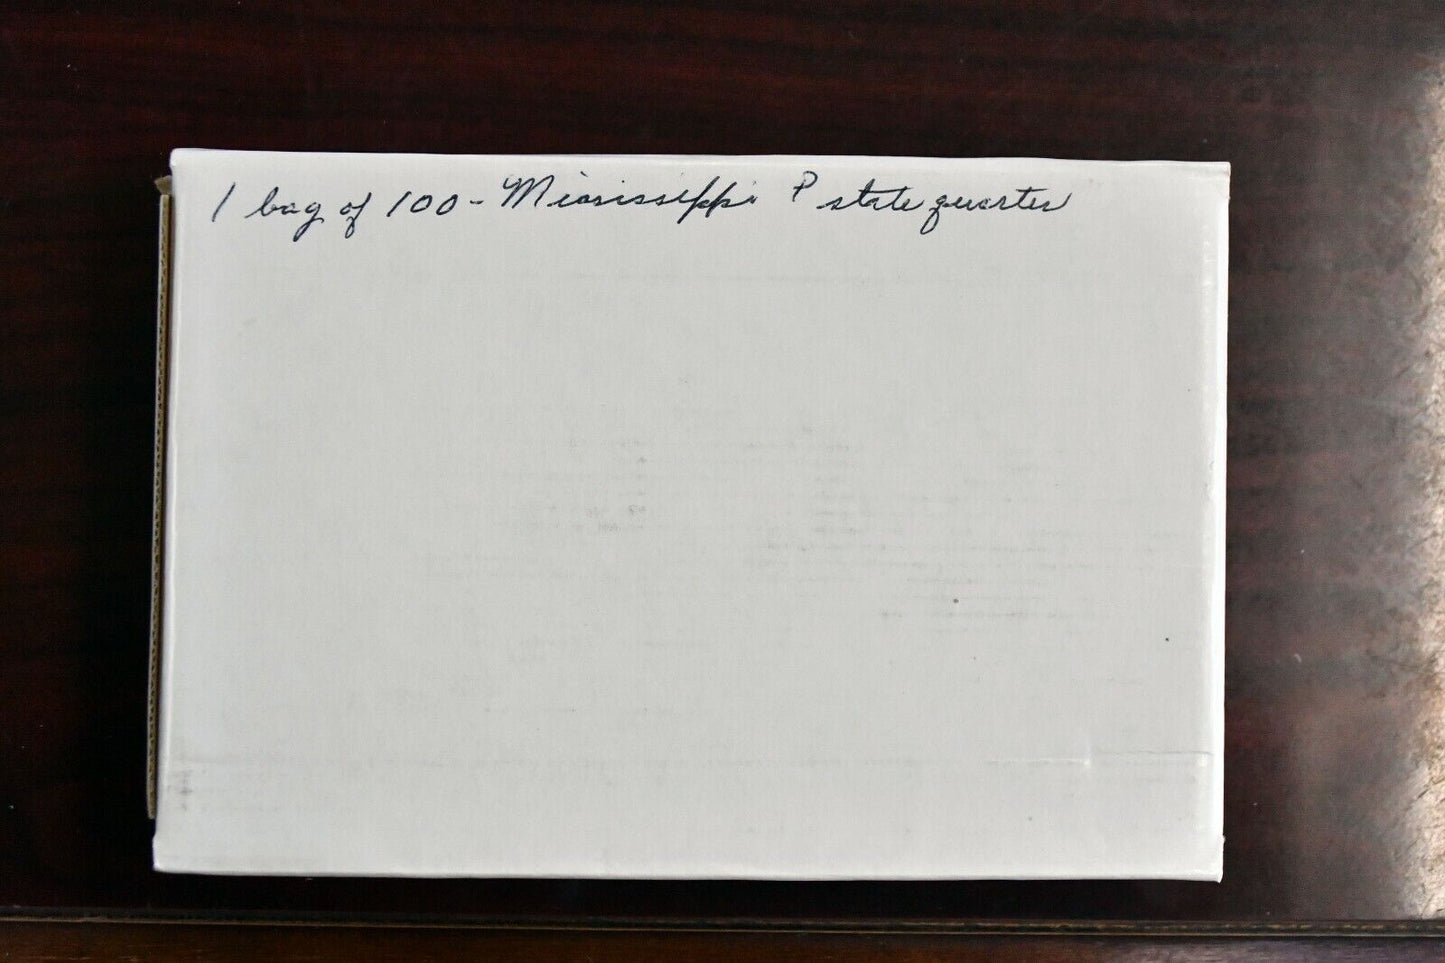 1 bag of 100 - Mississippi P state quarter